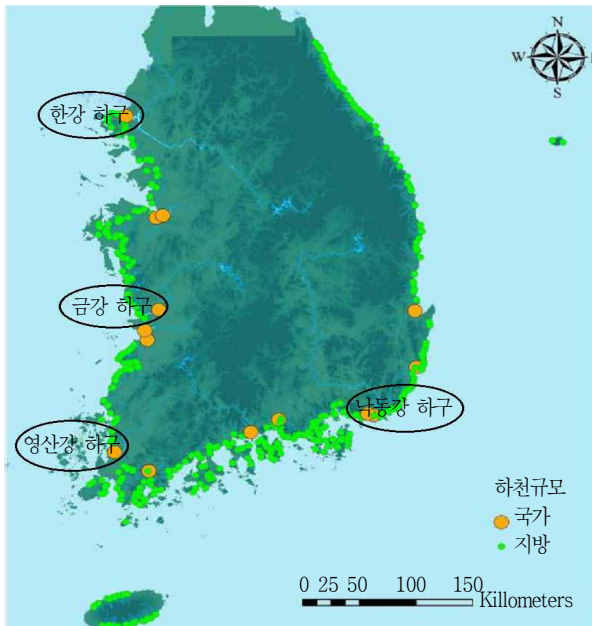 N
W
S
한강 하구
금강 하구
낙동강 하구
영산강 하구
하천규모
국가
지방
0 25 50 100 150
Killometers